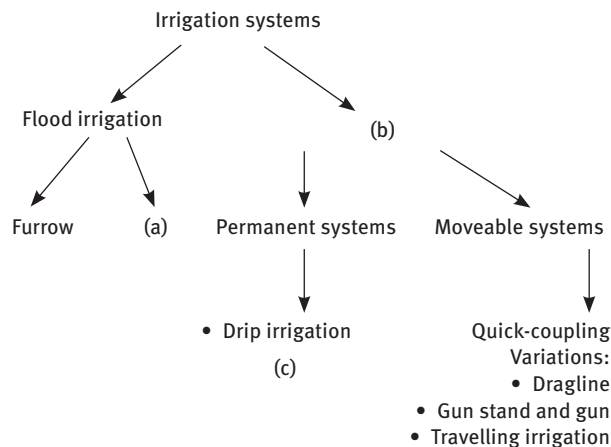 Irrigation systems
Flood irrigation
(b)
Furrow
(a)
Permanent systems
Moveable systems
• Drip irrigation
(c)
Quick-coupling
Variations:
• Dragline
• Gun stand and gun
• Travelling irrigation